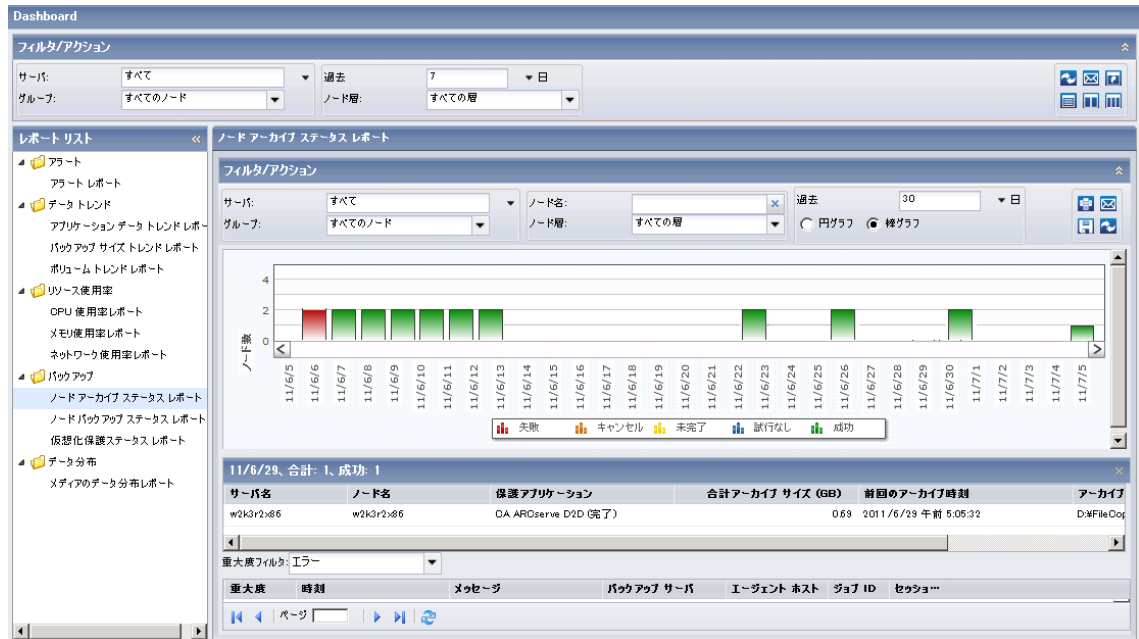 Dashboard
フィルタ/アクション
サーバ: すべて 過去 7 日
グループ: すべてのノード ノード層: すべての層
レポート リスト
アラート
アラート レポート
データ トレンド
アプリケーション データ トレンド レポー
バックアップ サイズ トレンド レポート
ボリューム トレンド レポート
リソース使用率
CPU 使用率レポート
メモリ使用率レポート
ネットワーク使用率レポート
バックアップ
ノード アーカイブ ステータス レポート
ノード バックアップ ステータス レポート
仮想化保護ステータス レポート
データ分布
メディアのデータ分布レポート
ノード アーカイブ ステータス レポート
フィルタ/アクション
サーバ: すべて ノード名: 過去 30 日
グループ: すべてのノード ノード層: すべての層 円グラフ 棒グラフ
4
2
0
ノード数
11/6/5 11/6/6 11/6/7 11/6/8 11/6/9 11/6/10 11/6/11 11/6/12 11/6/13 11/6/14 11/6/15 11/6/16 11/6/17 11/6/18 11/6/19 11/6/20 11/6/21 11/6/22 11/6/23 11/6/24 11/6/25 11/6/26 11/6/27 11/6/28 11/6/29 11/6/30 11/7/1 11/7/2 11/7/3 11/7/4 11/7/5
失敗 キャンセル 未完了 試行なし 成功
11/6/29、合計: 1、成功: 1
サーバ名 ノード名 保護アプリケーション 合計アーカイブ サイズ (GB) 前回のアーカイブ時刻 アーカイブ
w2k3r2x86 w2k3r2x86 CA ARCserve D2D (完了) 0.69 2011/6/29 午前 5:05:32 D:¥FileCop
重大度フィルタ: エラー
重大度 時刻 メッセージ バックアップ サーバ エージェント ホスト ジョブ ID セッショ…
ページ